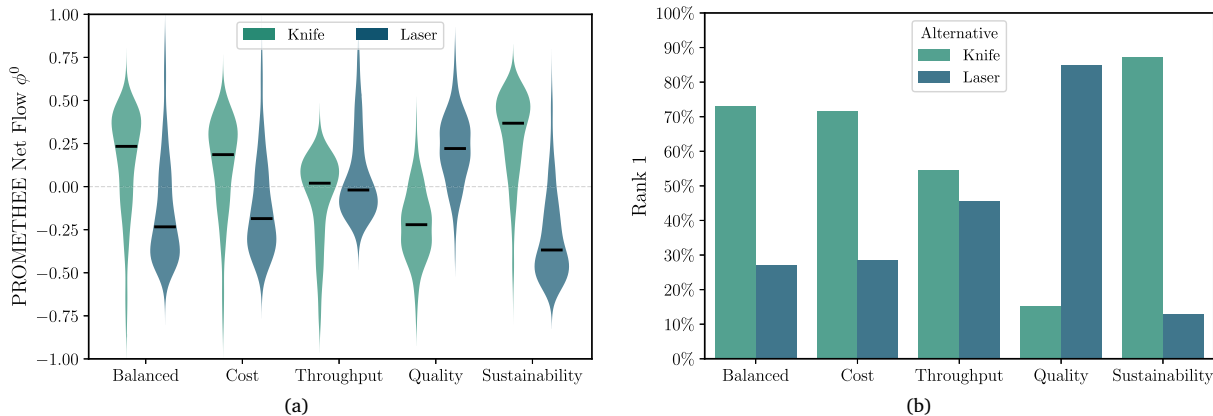 PROMETHEE Net Flow ϕ⁰
1.00
0.75
0.50
0.25
0.00
−0.25
−0.50
−0.75
−1.00
Knife Laser
Balanced Cost Throughput Quality Sustainability
(a)
Rank 1
100%
90%
80%
70%
60%
50%
40%
30%
20%
10%
0%
Alternative
Knife
Laser
Balanced Cost Throughput Quality Sustainability
(b)